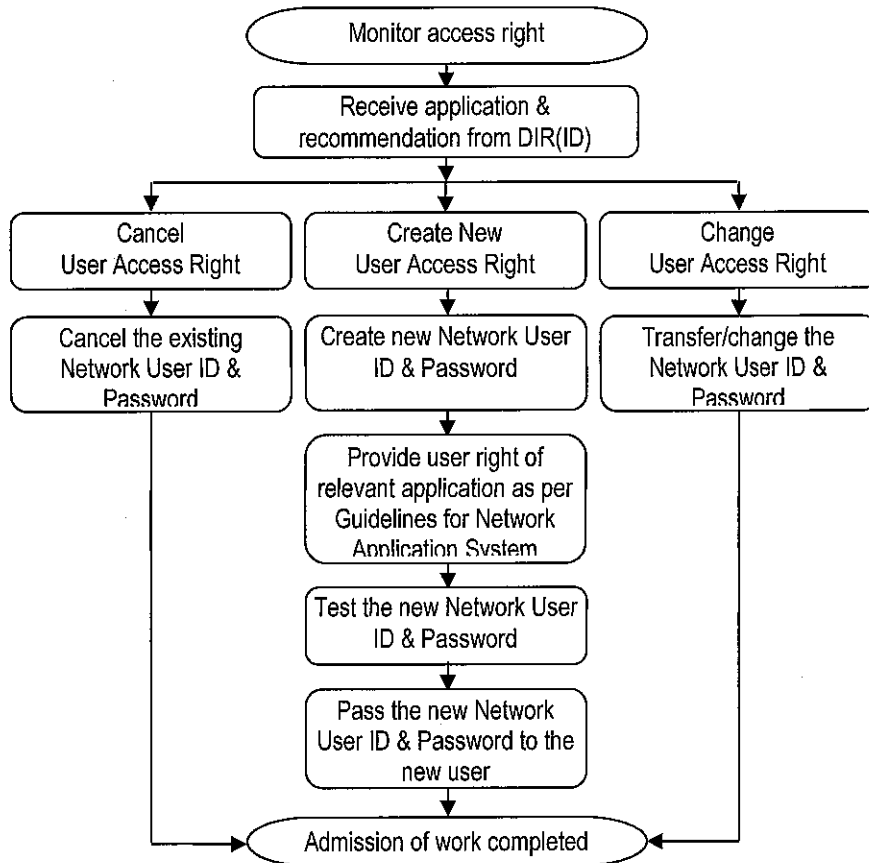 Monitor access right
Receive application &
recommendation from DIR(ID)
Cancel
User Access Right
Create New
User Access Right
Change
User Access Right
Cancel the existing
Network User ID &
Password
Create new Network User
ID & Password
Transfer/change the
Network User ID &
Password
Provide user right of
relevant application as per
Guidelines for Network
Application System
Test the new Network User
ID & Password
Pass the new Network
User ID & Password to the
new user
Admission of work completed